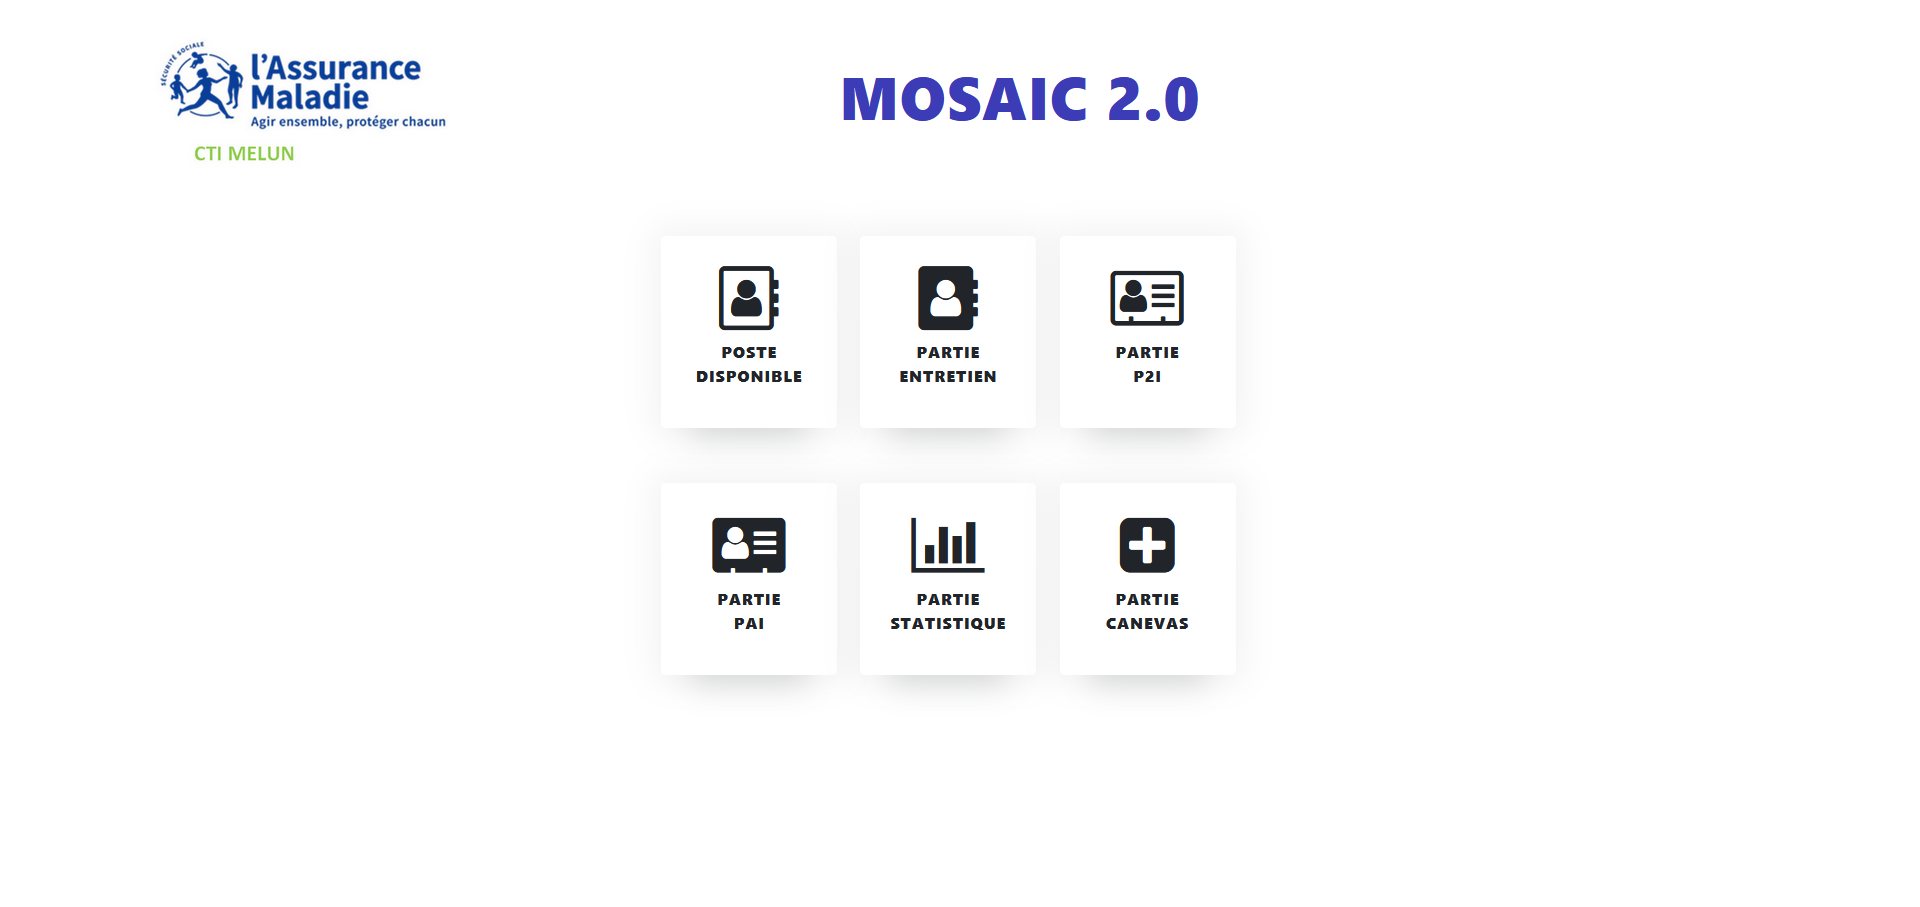 SÉCURITÉ SOCIALE
l'Assurance
Maladie
Agir ensemble, protéger chacun
CTI MELUN
MOSAIC 2.0
POSTE
DISPONIBLE
PARTIE
ENTRETIEN
PARTIE
P2I
PARTIE
PAI
PARTIE
STATISTIQUE
PARTIE
CANEVAS